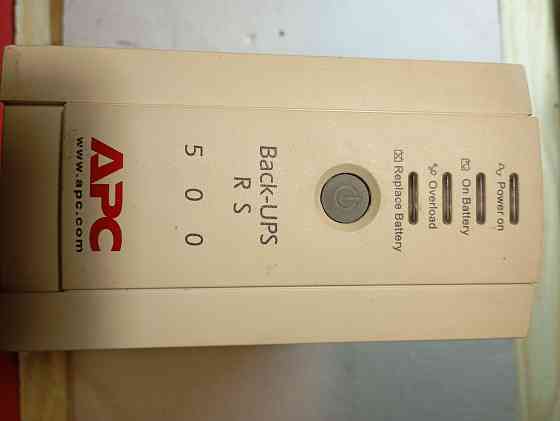 Power on
On Battery
Overload
Replace Battery
Back-UPS
RS
500
APC
www.apc.com